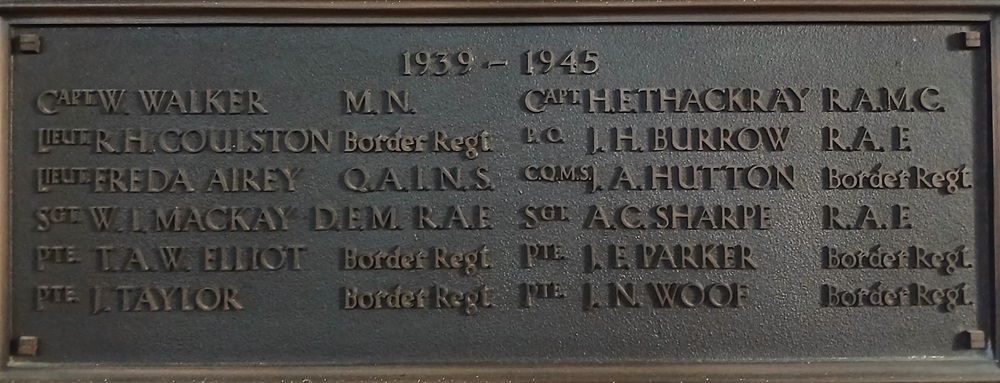 1939 – 1945
CAPT. W. WALKER M.N. CAPT. H.E.THACKRAY R.A.M.C.
LIEUT. R.H.COULSTON Border Regt. P.O. J.H. BURROW R.A.F.
LIEUT. FREDA AIREY Q.A.I.N.S. C.Q.M.S. J.A.HUTTON Border Regt.
SGT. W.I.MACKAY D.F.M. R.A.F. SGT. A.C.SHARPE R.A.F.
PTE. T.A.W. ELLIOT Border Regt. PTE. J.E. PARKER Border Regt.
PTE. J.TAYLOR Border Regt. PTE. J.N. WOOF Border Regt.